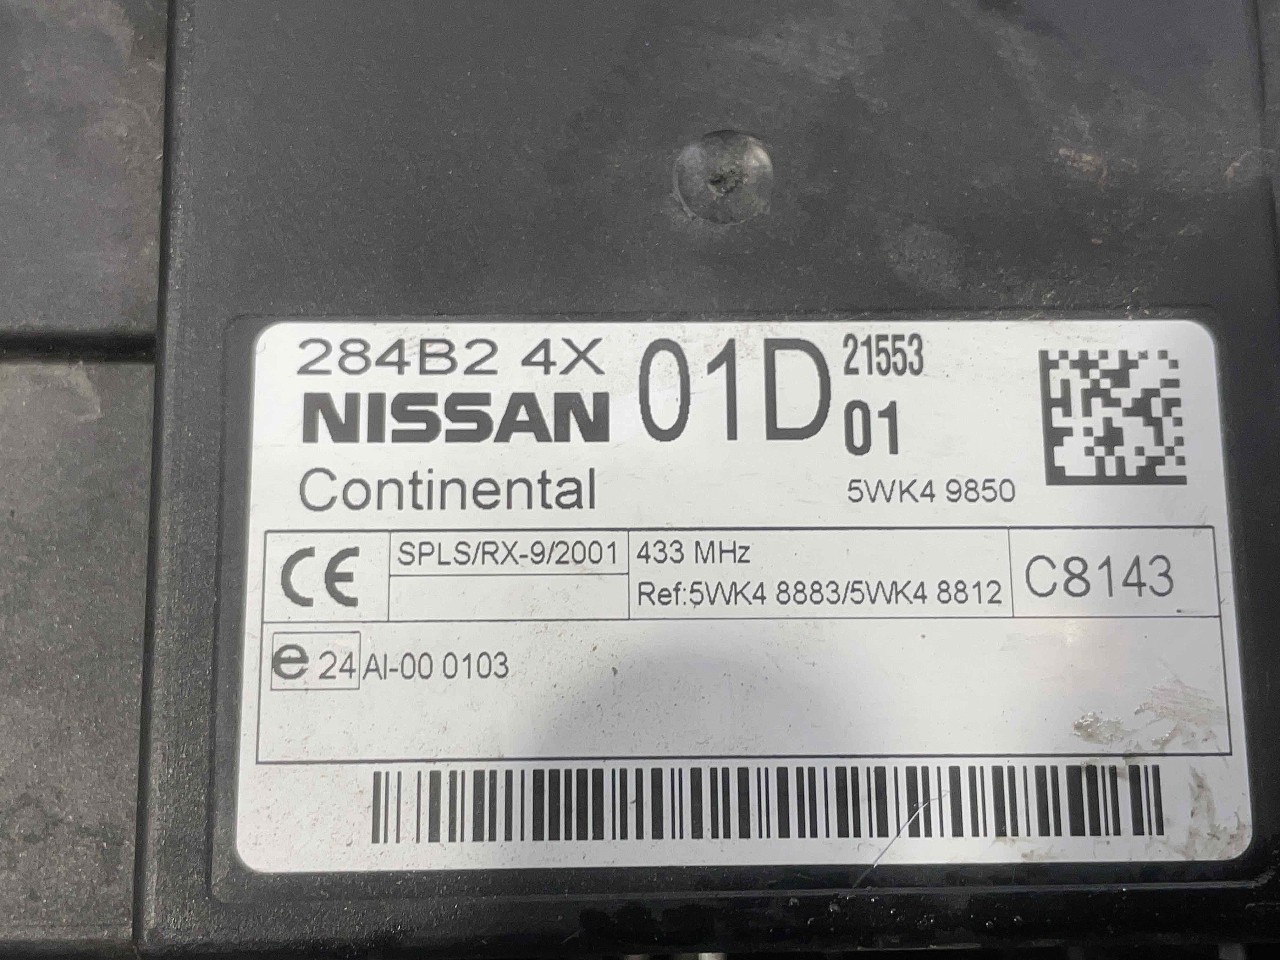 284B2 4X 01D 21553
NISSAN 01
Continental 5WK4 9850
CE SPLS/RX-9/2001 433 MHz C8143
Ref:5WK4 8883/5WK4 8812
e 24 AI-00 0103